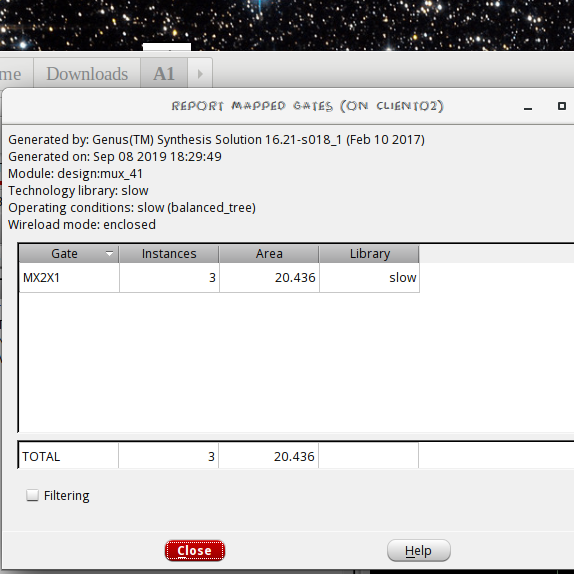 me Downloads A1
REPORT MAPPED GATES (ON CLIENT02)
Generated by: Genus(TM) Synthesis Solution 16.21-s018_1 (Feb 10 2017)
Generated on: Sep 08 2019 18:29:49
Module: design:mux_41
Technology library: slow
Operating conditions: slow (balanced_tree)
Wireload mode: enclosed
Gate Instances Area Library
MX2X1 3 20.436 slow
TOTAL 3 20.436
Filtering
Close Help